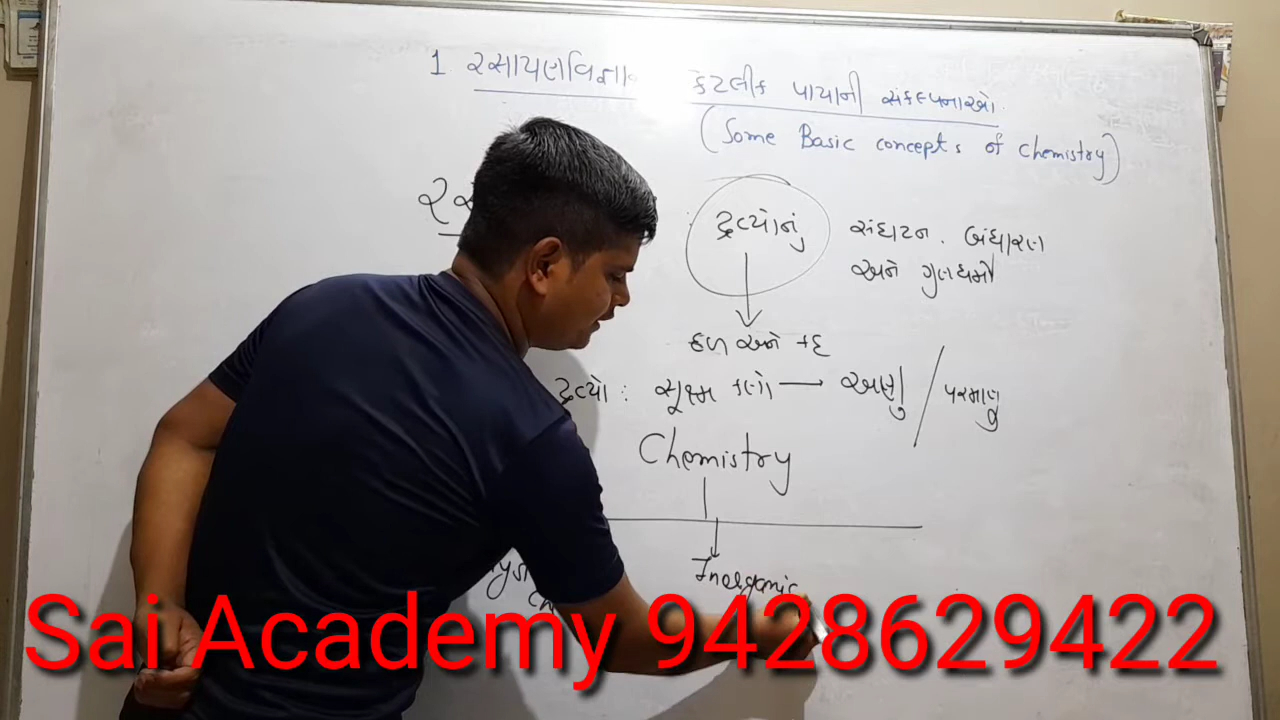 1 રસાયણવિજ્ઞા કેટલીક પાયાની સંકલ્પનાઓ.
(Some Basic concepts of chemistry)
દ્રવ્યોનું સંઘટન. બંધારણ
અને ગુણધર્મો
દળ અને કદ
દ્રવ્યો : સૂક્ષ્મ કણો → અણુ / પરમાણુ
Chemistry
Inorganic
Sai Academy 9428629422